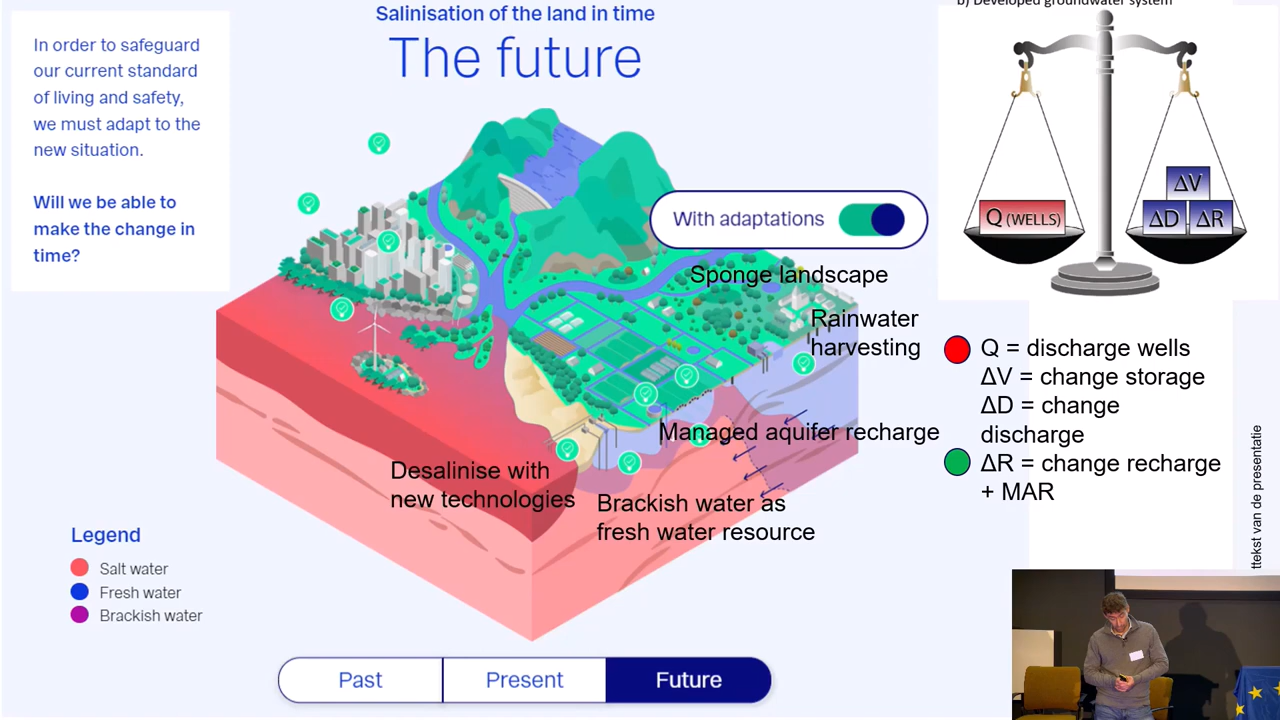 Salinisation of the land in time
The future
In order to safeguard
our current standard
of living and safety,
we must adapt to the
new situation.
Will we be able to
make the change in
time?
With adaptations
Sponge landscape
Rainwater
harvesting
Managed aquifer recharge
Desalinise with
new technologies
Brackish water as
fresh water resource
Legend
Salt water
Fresh water
Brackish water
Past
Present
Future
b) Developed groundwater system
Q (WELLS)
ΔV
ΔD
ΔR
Q = discharge wells
ΔV = change storage
ΔD = change
discharge
ΔR = change recharge
+ MAR
ttekst van de presentatie